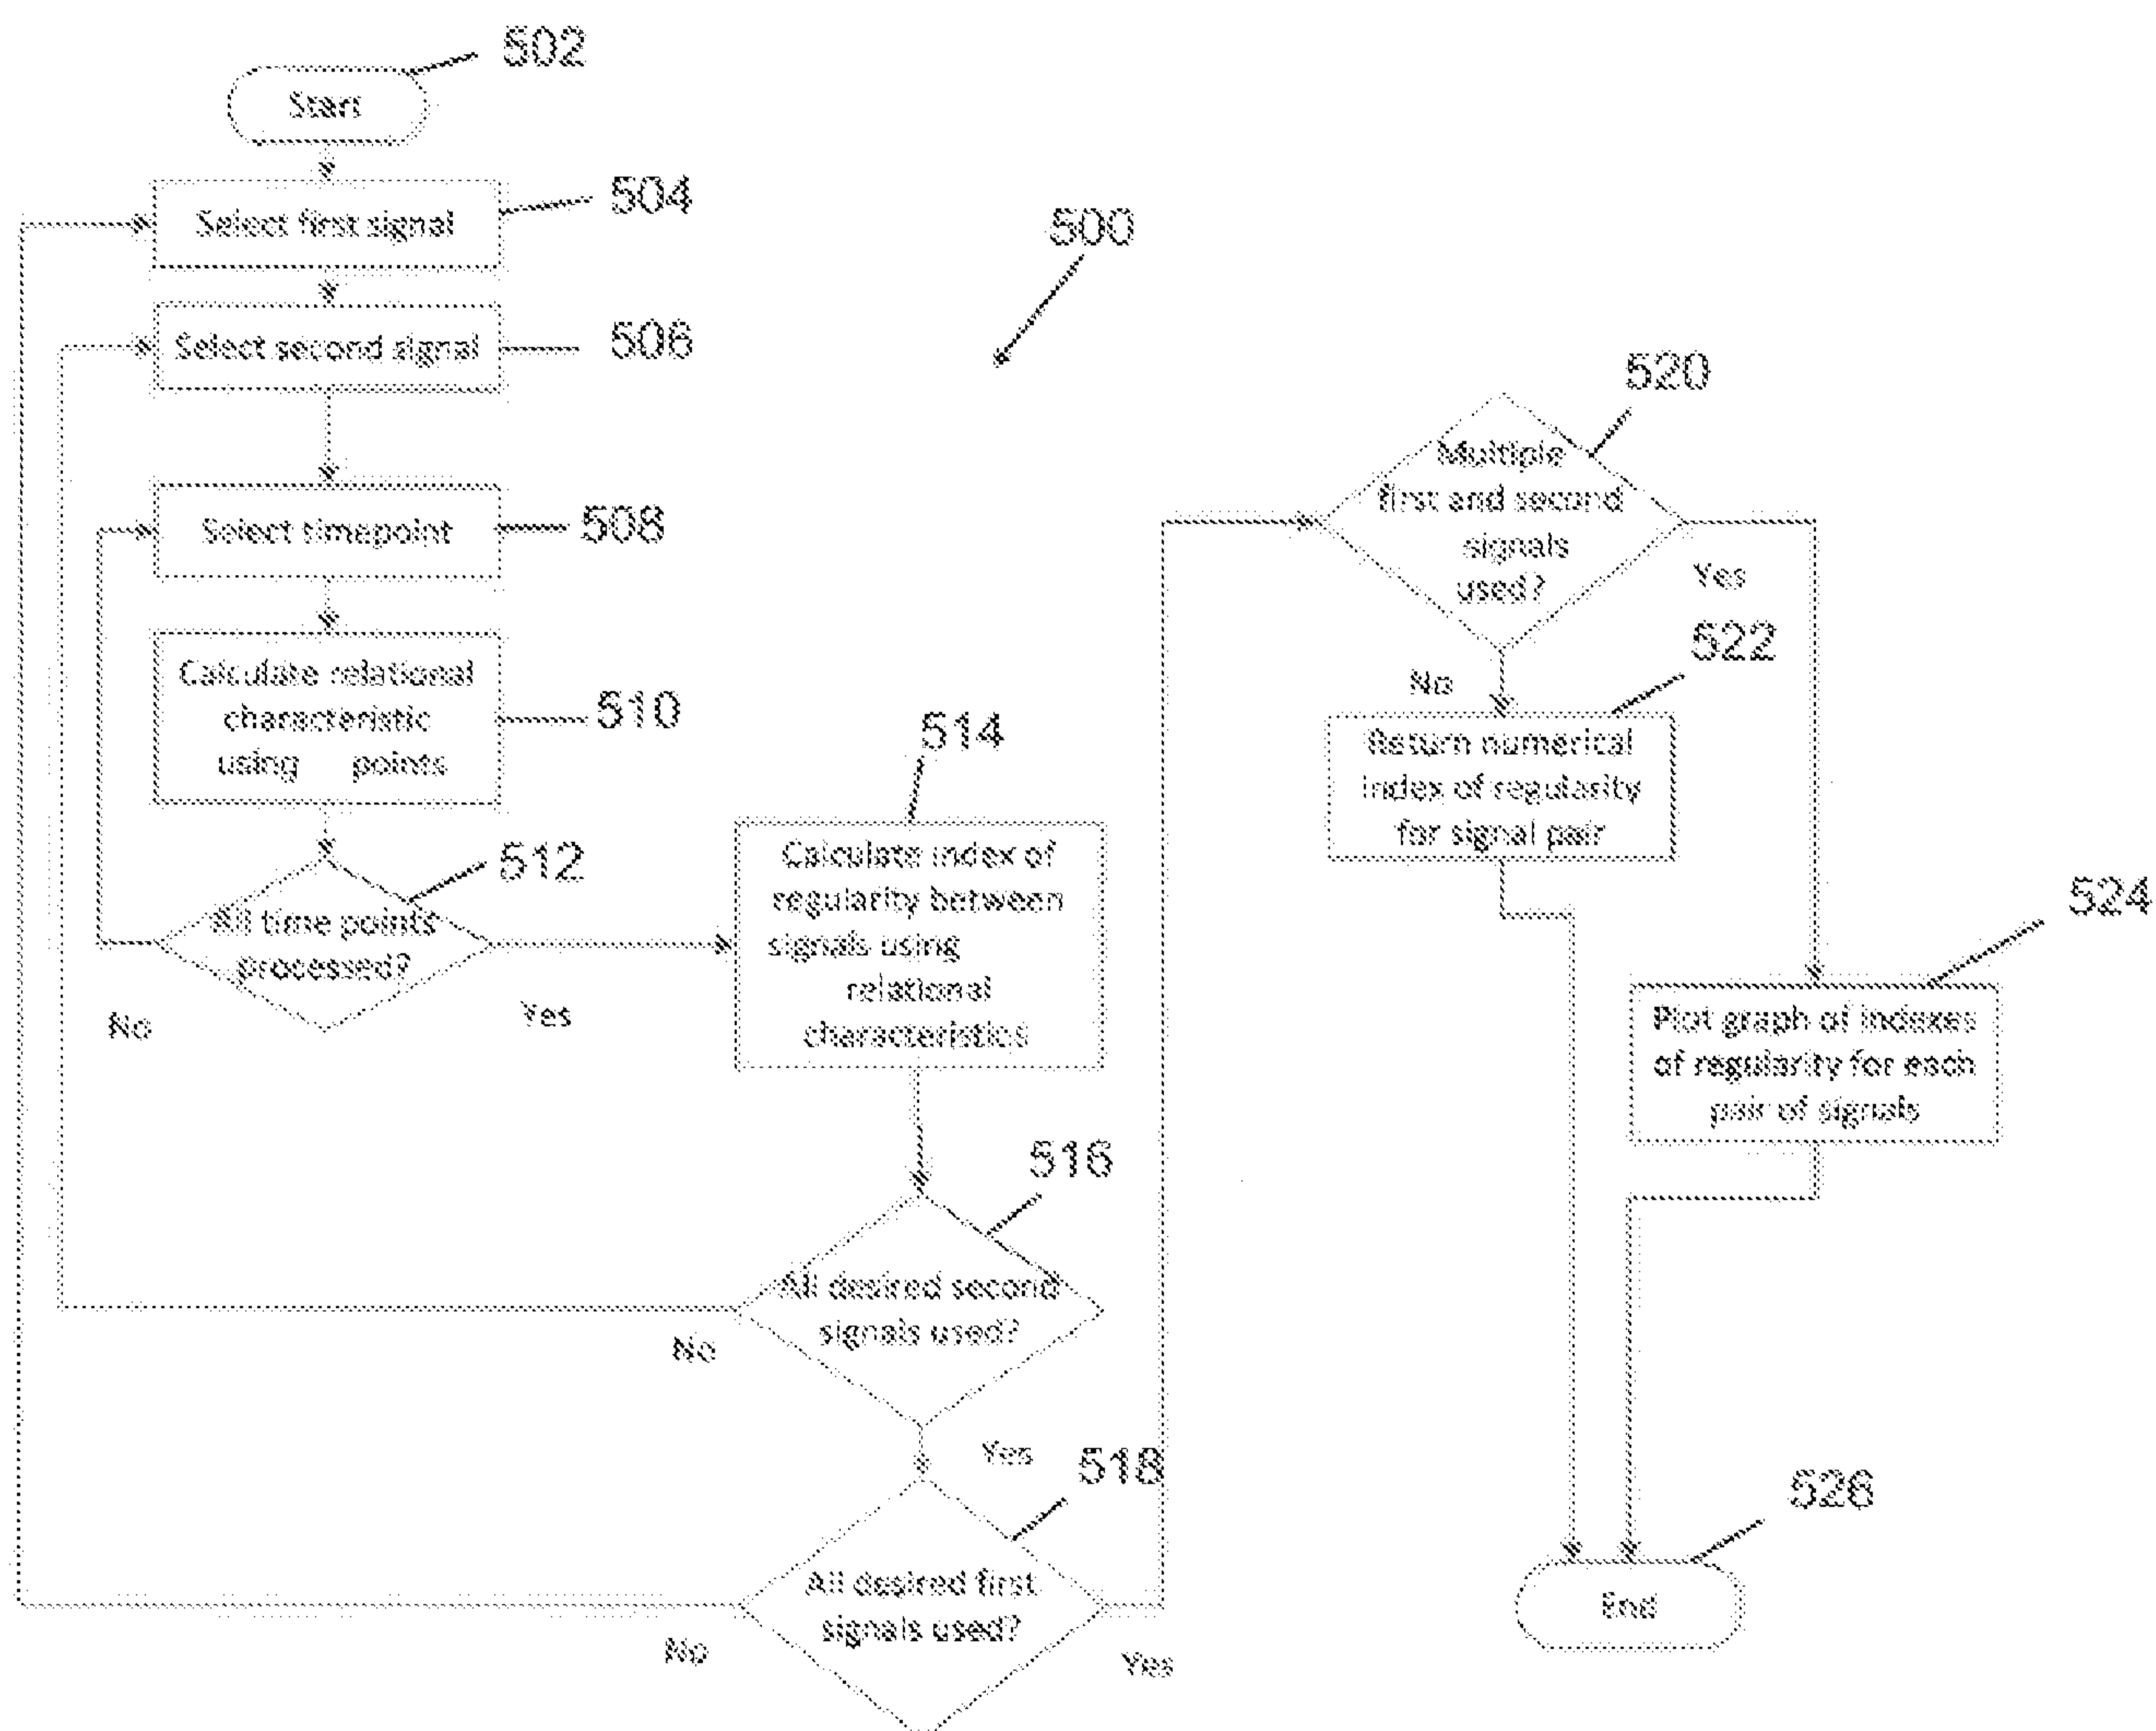 502
Start
504
Select first signal
500
506
Select second signal
520
Multiple
first and second
signals
used?
Yes
508
Select timepoint
522
No
Return numerical
index of regularity
for signal pair
510
Calculate relational
characteristic
using points
514
Calculate index of
regularity between
signals using
relational
characteristics
512
All time points
processed?
No
Yes
524
Plot graph of indexes
of regularity for each
pair of signals
516
All desired second
signals used?
No
Yes
518
All desired first
signals used?
No
Yes
526
End